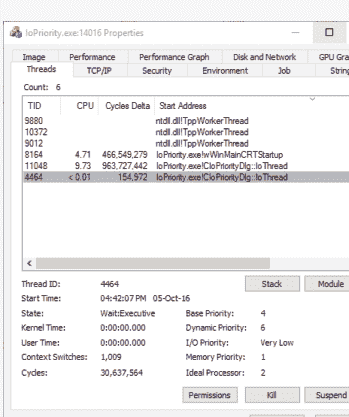 IoPriority.exe:14016 Properties
Image Performance Performance Graph Disk and Network GPU Gra
Threads TCP/IP Security Environment Job String
Count: 6
TID CPU Cycles Delta Start Address
9880 ntdll.dll!TppWorkerThread
10372 ntdll.dll!TppWorkerThread
9012 ntdll.dll!TppWorkerThread
8164 4.71 466,549,279 IoPriority.exe!wWinMainCRTStartup
11048 9.73 963,727,442 IoPriority.exe!CIoPriorityDlg::IoThread
4464 < 0.01 154,972 IoPriority.exe!CIoPriorityDlg::IoThread
Thread ID: 4464 Stack Module
Start Time: 04:42:07 PM 05-Oct-16
State: Wait:Executive Base Priority: 4
Kernel Time: 0:00:00.000 Dynamic Priority: 6
User Time: 0:00:00.000 I/O Priority: Very Low
Context Switches: 1,009 Memory Priority: 1
Cycles: 30,637,564 Ideal Processor: 2
Permissions Kill Suspend